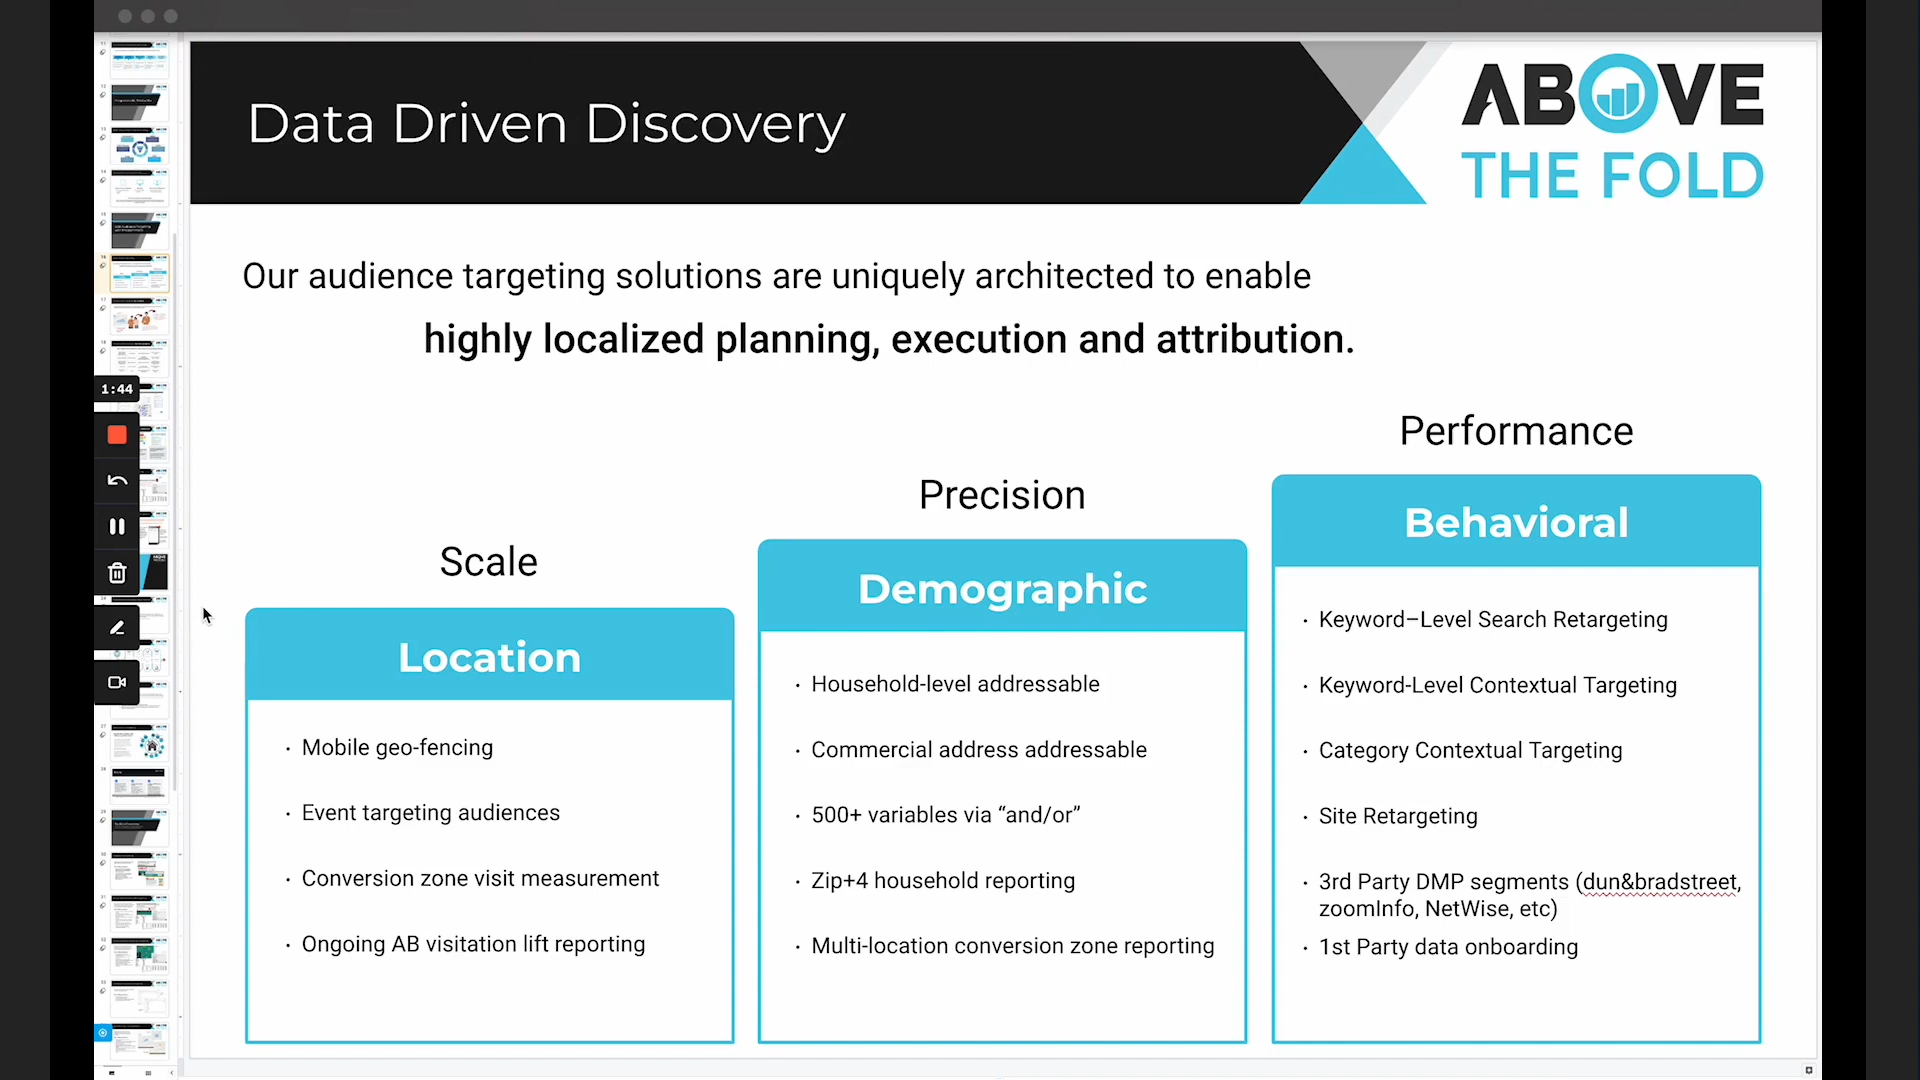 Data Driven Discovery
ABOVE
THE FOLD
Our audience targeting solutions are uniquely architected to enable
highly localized planning, execution and attribution.
Scale
Location
· Mobile geo-fencing
· Event targeting audiences
· Conversion zone visit measurement
· Ongoing AB visitation lift reporting
Precision
Demographic
· Household-level addressable
· Commercial address addressable
· 500+ variables via “and/or”
· Zip+4 household reporting
· Multi-location conversion zone reporting
Performance
Behavioral
· Keyword–Level Search Retargeting
· Keyword-Level Contextual Targeting
· Category Contextual Targeting
· Site Retargeting
· 3rd Party DMP segments (dun&bradstreet,
zoomInfo, NetWise, etc)
· 1st Party data onboarding
1:44